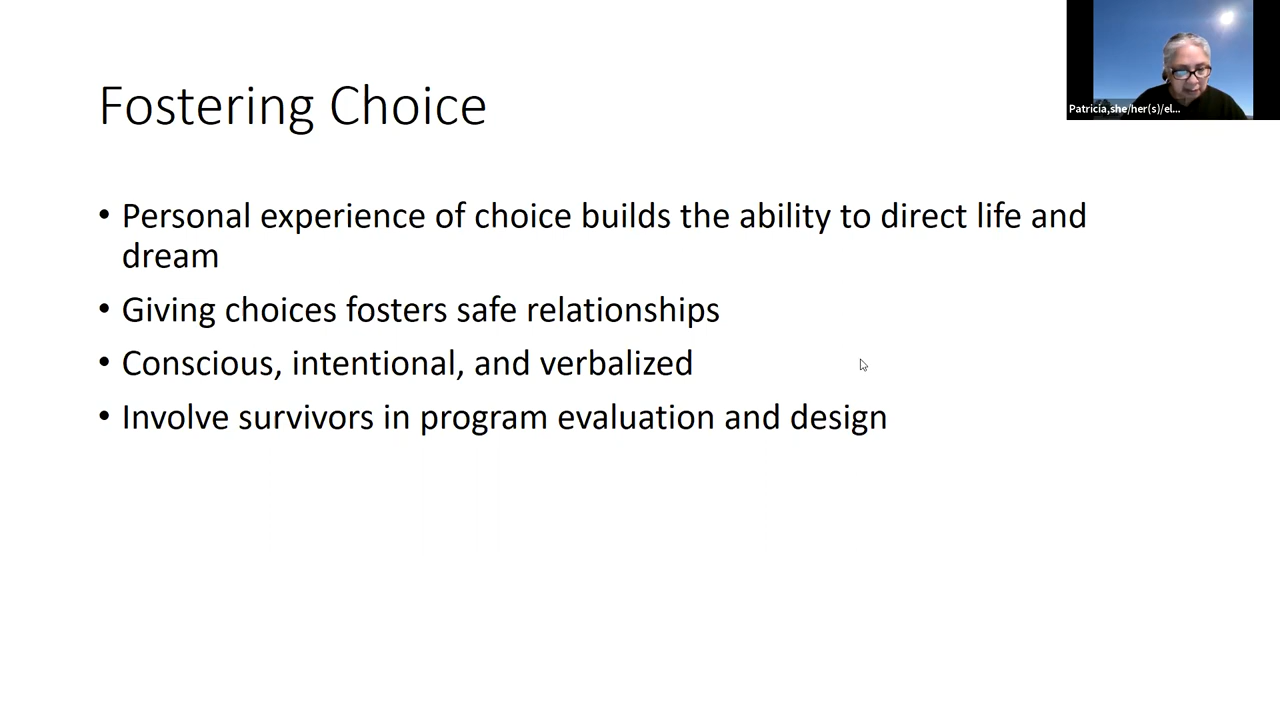 Fostering Choice
Patricia,she/her(s)/el...
• Personal experience of choice builds the ability to direct life and
dream
• Giving choices fosters safe relationships
• Conscious, intentional, and verbalized
• Involve survivors in program evaluation and design